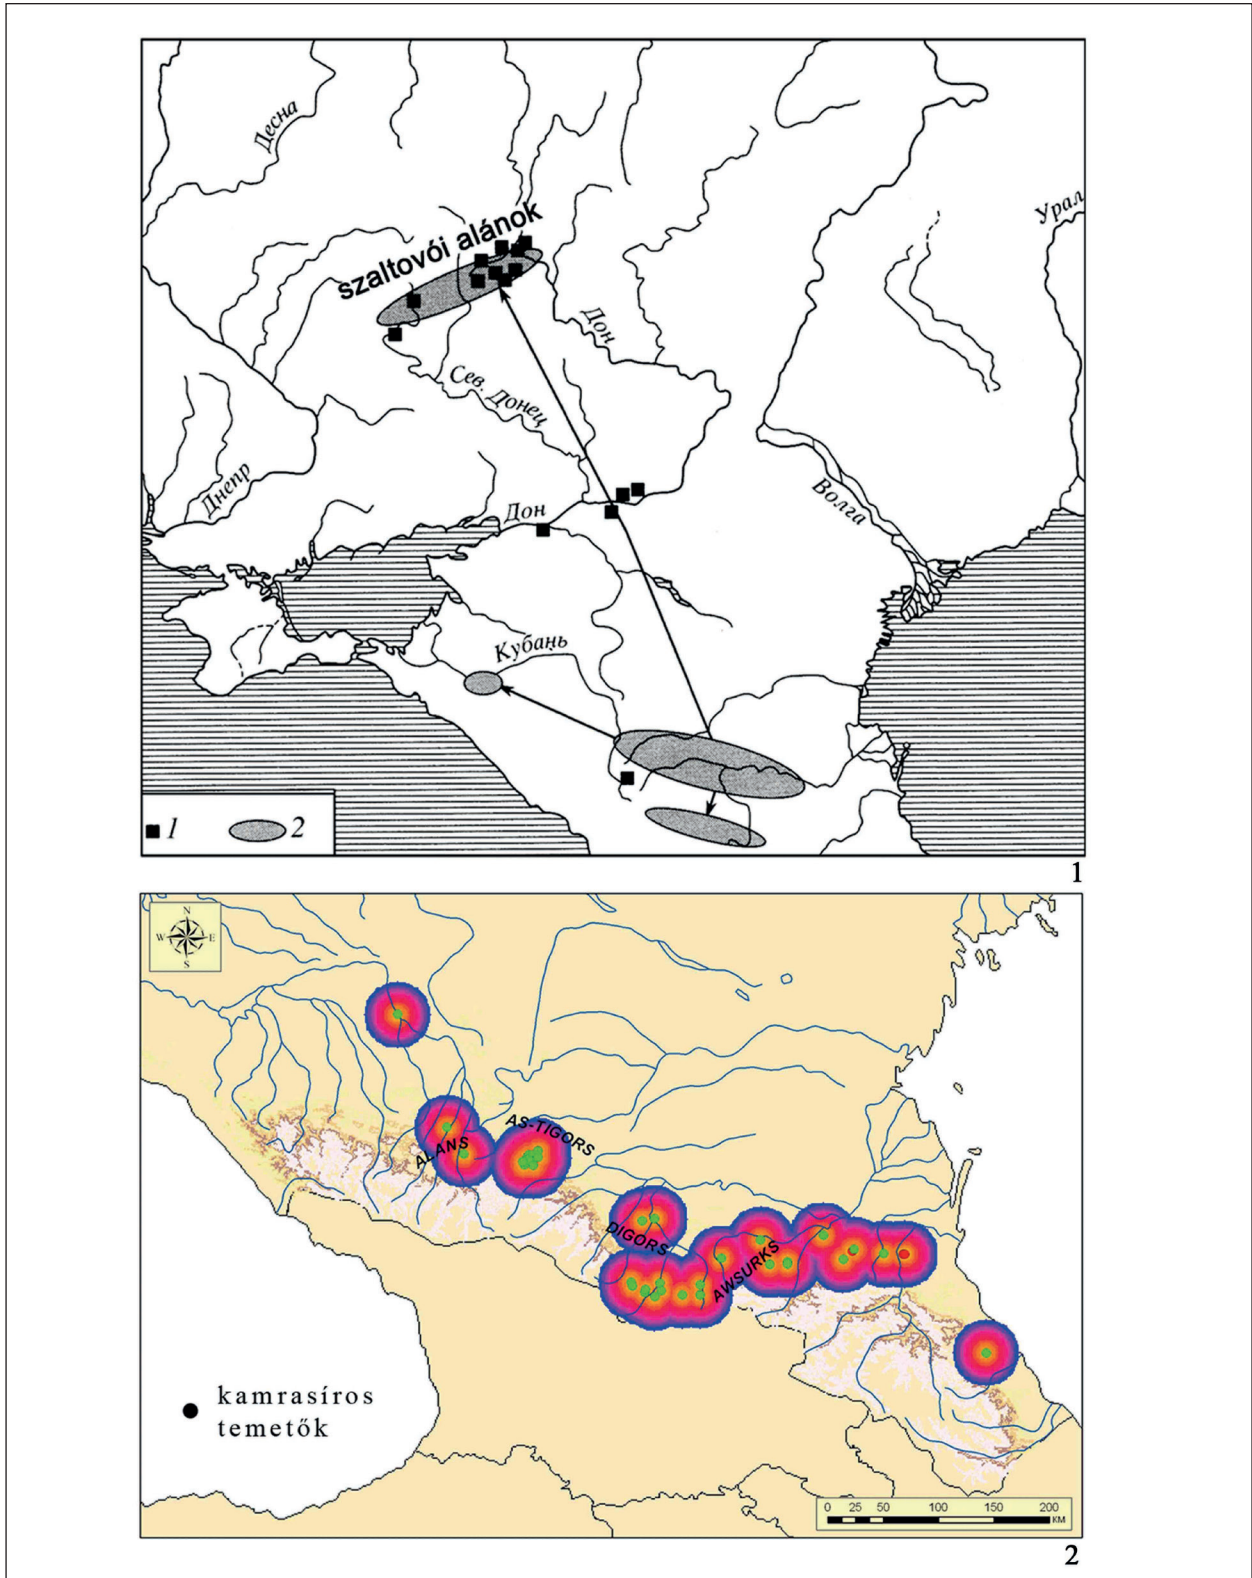 Десна
Урал
szaltovói alánok
Дон
Сев. Донец
Волга
Днепр
Дон
Кубань
1 2
1
N
W E
S
AS-TIGORS
ALANS
DIGORS
AWSURKS
kamrasíros
temetők
0 25 50 100 150 200
KM
2